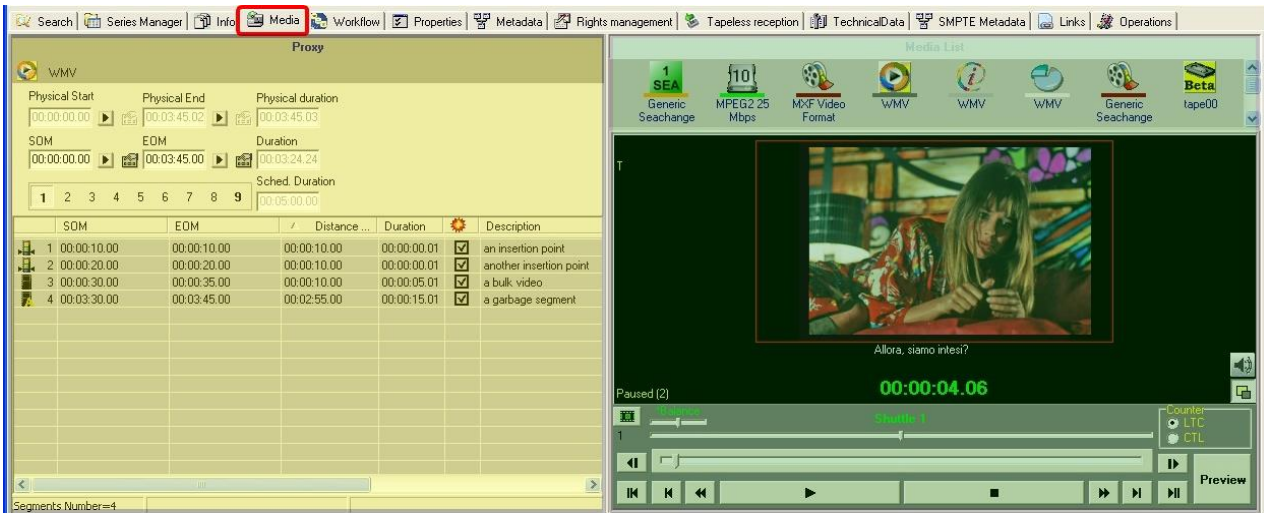 Search Series Manager Info Media Workflow Properties Metadata Rights management Tapeless reception TechnicalData SMPTE Metadata Links Operations
Proxy
WMV
Physical Start Physical End Physical duration
00:00:00.00 00:03:45.02 00:03:45.03
SOM EOM Duration
00:00:00.00 00:03:45.00 00:03:24.24
Sched. Duration
1 2 3 4 5 6 7 8 9 00:05:00.00
SOM EOM Distance ... Duration Description
1 00:00:10.00 00:00:10.00 00:00:10.00 00:00:00.01 an insertion point
2 00:00:20.00 00:00:20.00 00:00:10.00 00:00:00.01 another insertion point
3 00:00:30.00 00:00:35.00 00:00:10.00 00:00:05.01 a bulk video
4 00:03:30.00 00:03:45.00 00:02:55.00 00:00:15.01 a garbage segment
Segments Number=4
Media List
1
SEA
Generic
Seachange
10
MPEG2 25
Mbps
MXF Video
Format
WMV
WMV
WMV
Generic
Seachange
Beta
tape00
T
Allora, siamo intesi?
Paused (2)
00:00:04.06
*Balance
Shuttle 1
Counter
LTC
CTL
1
Preview